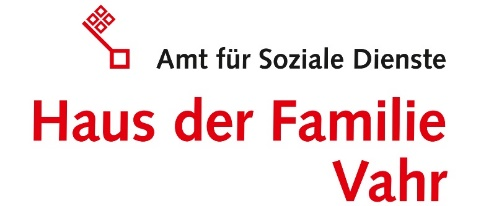 Amt für Soziale Dienste
Haus der Familie
Vahr